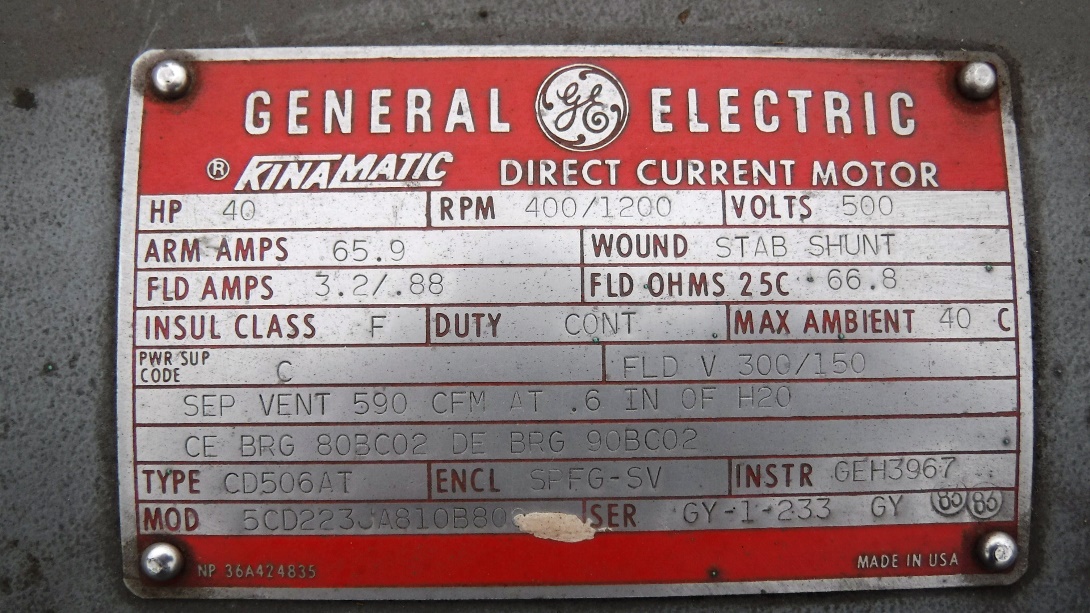 GENERAL GE ELECTRIC
® KINAMATIC DIRECT CURRENT MOTOR
HP 40 RPM 400/1200 VOLTS 500
ARM AMPS 65.9 WOUND STAB SHUNT
FLD AMPS 3.2/.88 FLD OHMS 25C 66.8
INSUL CLASS F DUTY CONT MAX AMBIENT 40 C
PWR SUP CODE C FLD V 300/150
SEP VENT 590 CFM AT .6 IN OF H20
CE BRG 80BC02 DE BRG 90BC02
TYPE CD506AT ENCL SPFG-SV INSTR GEH3967
MOD SER GY-1-233 GY 86 86
NP 36A424835 MADE IN USA